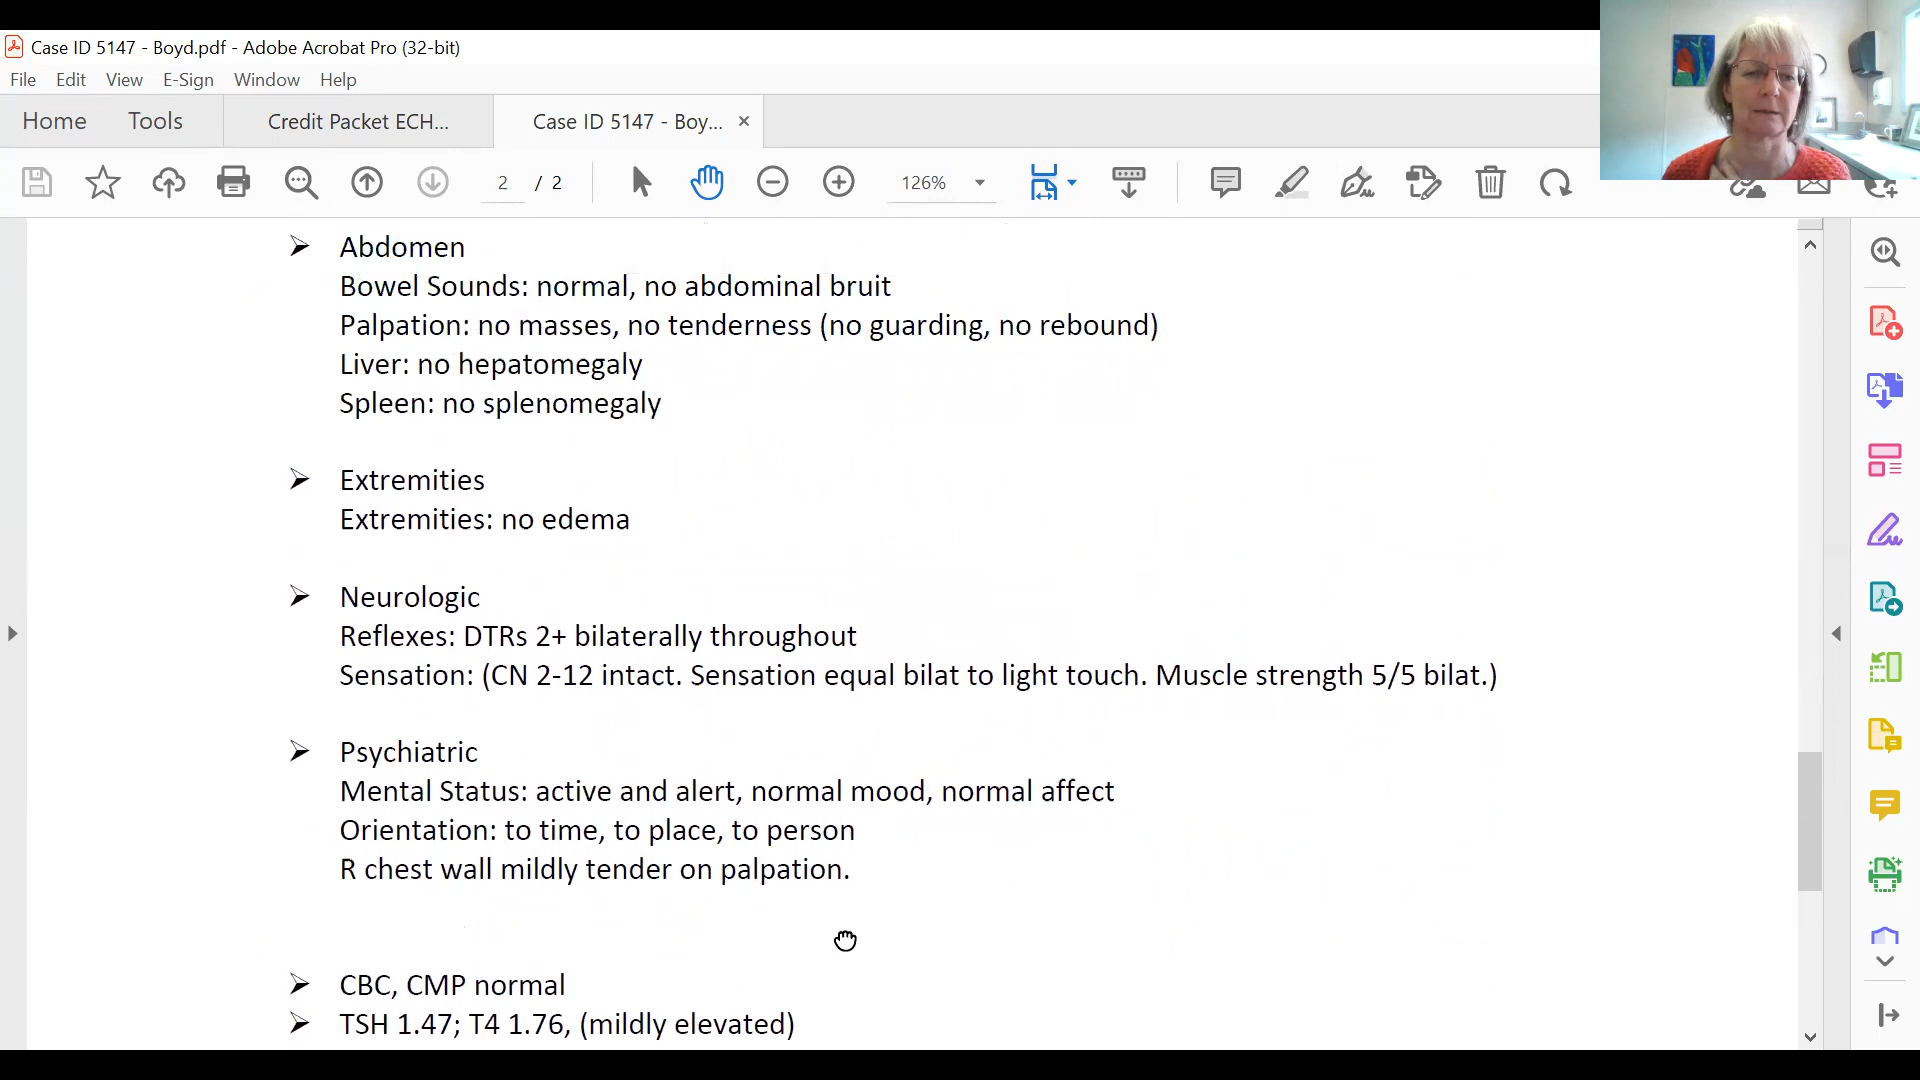 Case ID 5147 - Boyd.pdf - Adobe Acrobat Pro (32-bit)
File Edit View E-Sign Window Help
Home Tools Credit Packet ECH... Case ID 5147 - Boy... ×
2 / 2 126%
➢ Abdomen
Bowel Sounds: normal, no abdominal bruit
Palpation: no masses, no tenderness (no guarding, no rebound)
Liver: no hepatomegaly
Spleen: no splenomegaly
➢ Extremities
Extremities: no edema
➢ Neurologic
Reflexes: DTRs 2+ bilaterally throughout
Sensation: (CN 2-12 intact. Sensation equal bilat to light touch. Muscle strength 5/5 bilat.)
➢ Psychiatric
Mental Status: active and alert, normal mood, normal affect
Orientation: to time, to place, to person
R chest wall mildly tender on palpation.
➢ CBC, CMP normal
➢ TSH 1.47; T4 1.76, (mildly elevated)